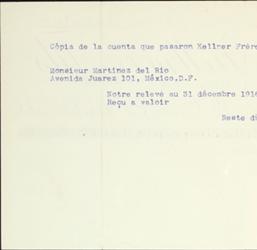 Cópia de la cuenta que pasaron Kellner Frère
Monsieur Martinez del Rio
Avenida Juarez 101, México,D.F.
Notre relevé au 31 décembre 191
Reçu a valoir
Reste